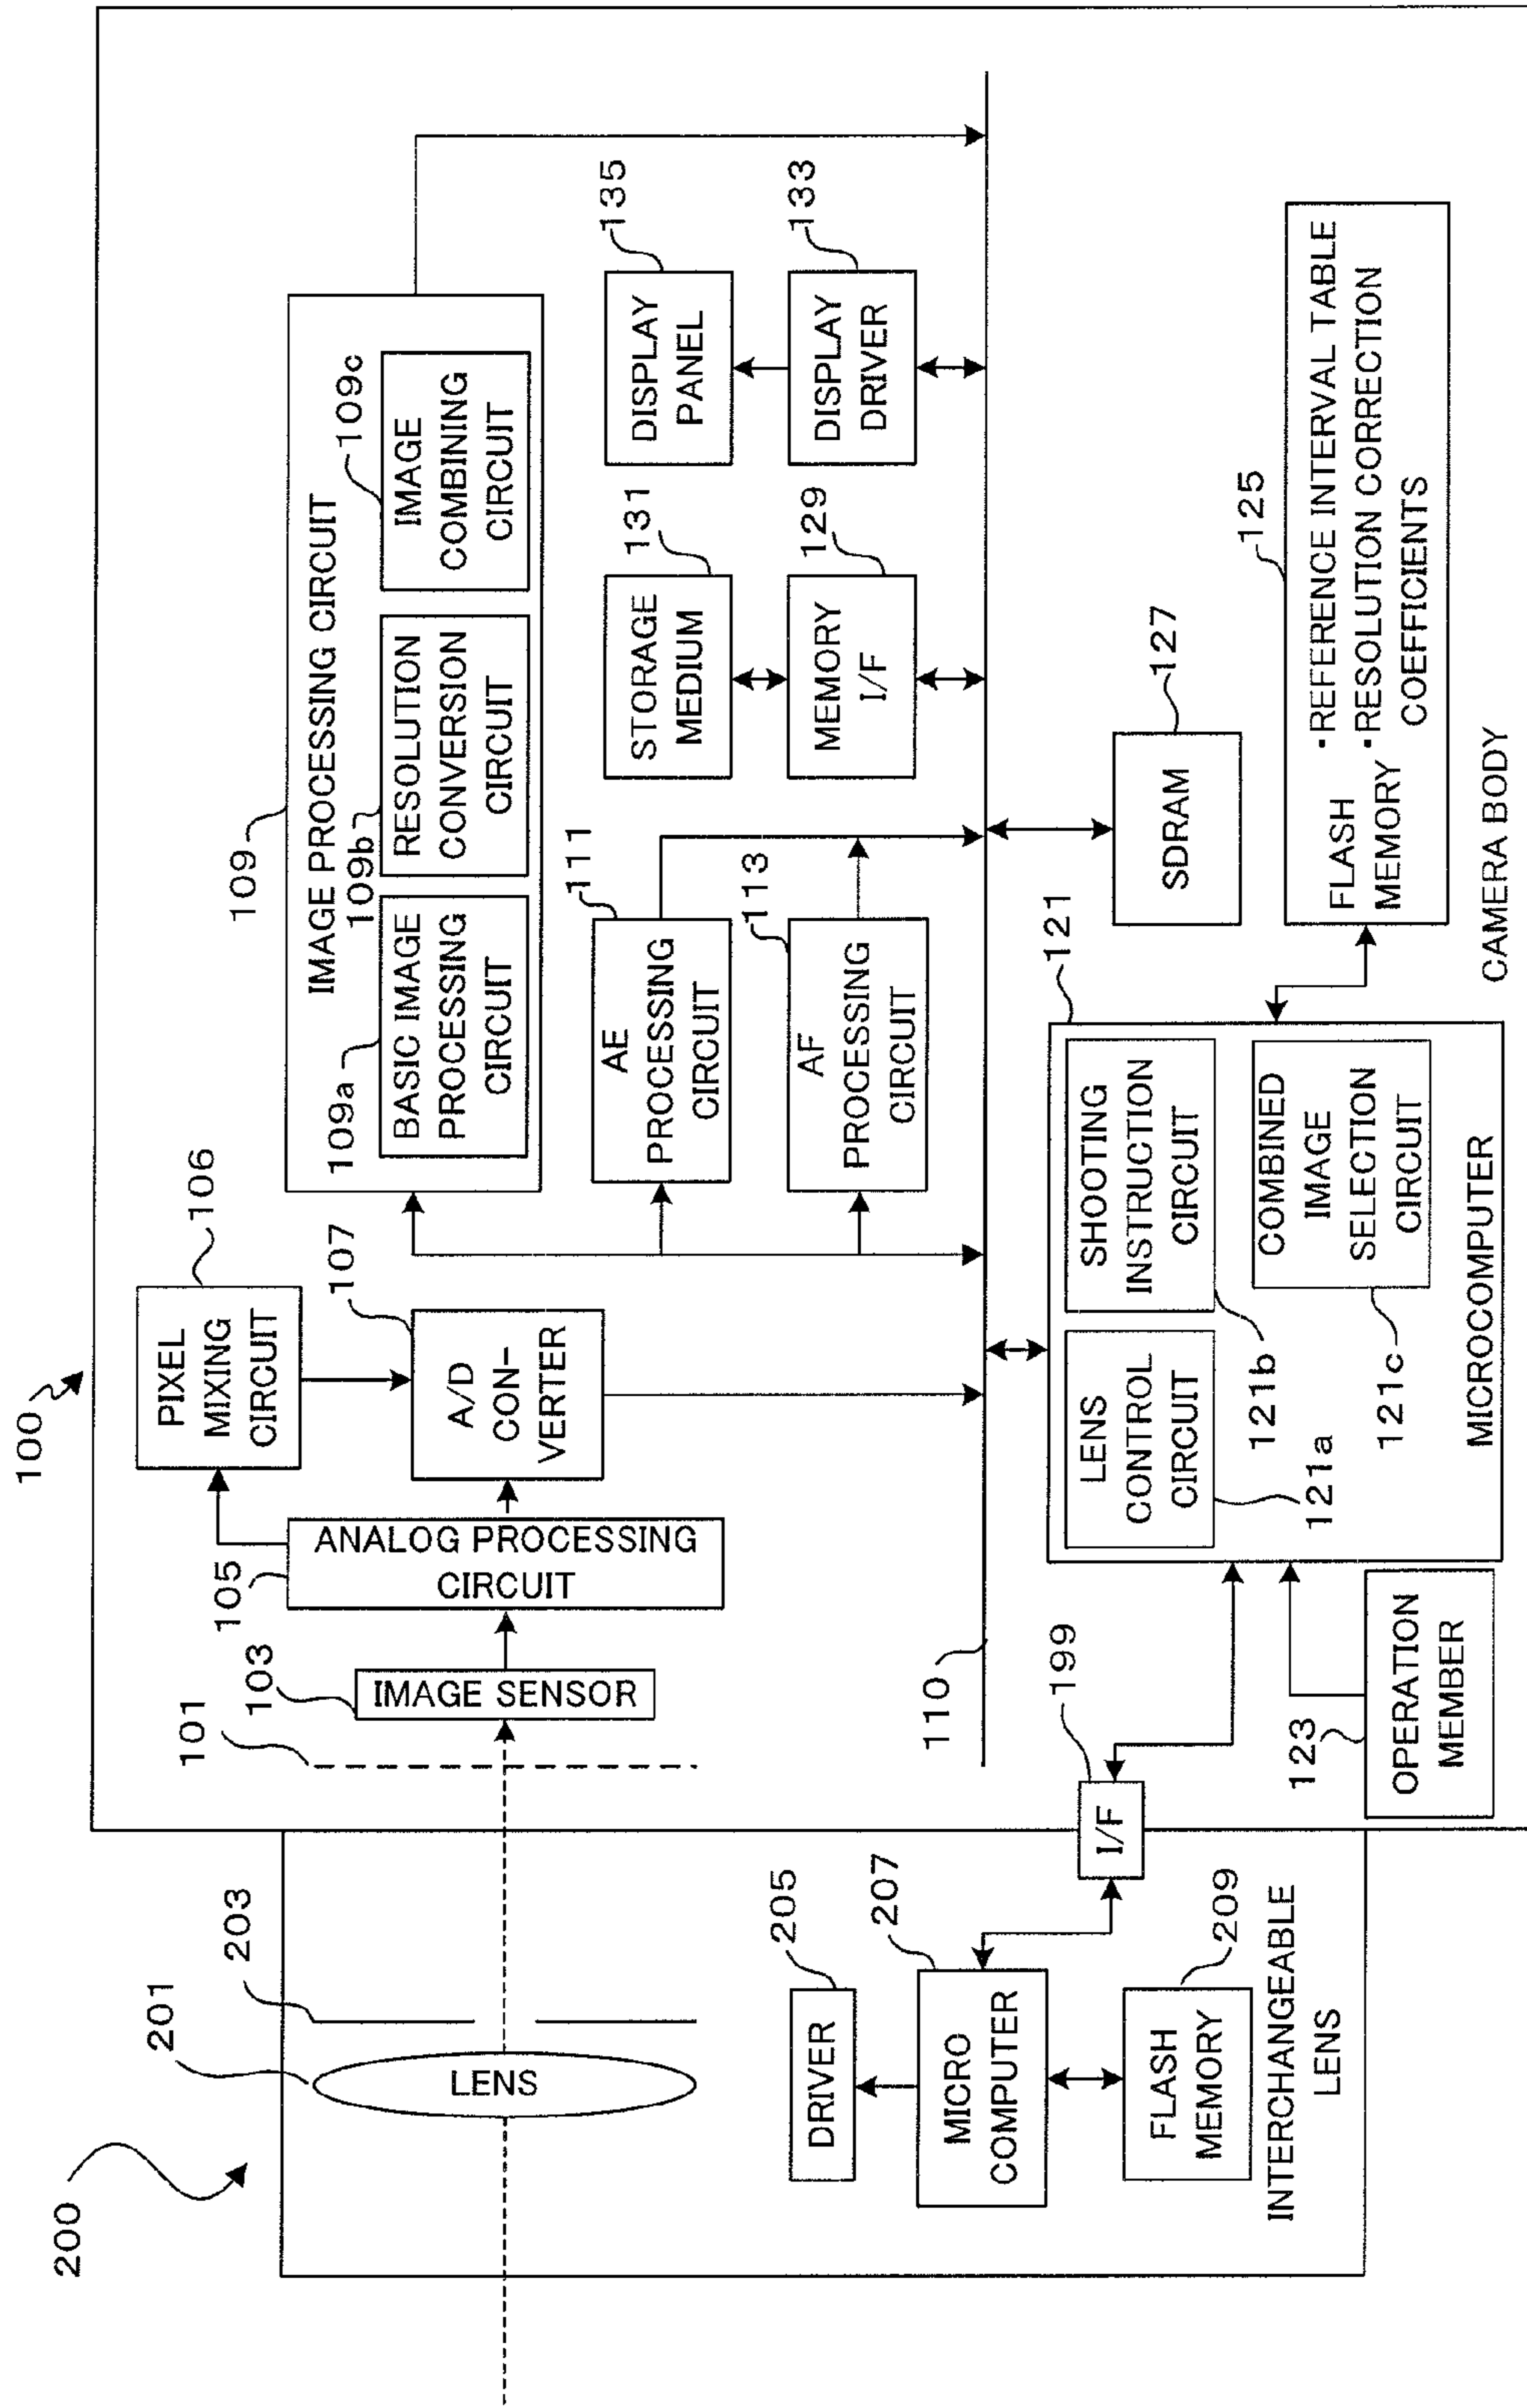 100
200
201
LENS
203
DRIVER
205
MICRO
COMPUTER
207
FLASH
MEMORY
209
INTERCHANGEABLE
LENS
I/F
199
101
IMAGE SENSOR
103
ANALOG PROCESSING
CIRCUIT
105
PIXEL
MIXING
CIRCUIT
106
A/D
CON-
VERTER
107
109
IMAGE PROCESSING CIRCUIT
109a
BASIC IMAGE
PROCESSING
CIRCUIT
109b
RESOLUTION
CONVERSION
CIRCUIT
109c
IMAGE
COMBINING
CIRCUIT
AE
PROCESSING
CIRCUIT
111
AF
PROCESSING
CIRCUIT
113
STORAGE
MEDIUM
131
MEMORY
I/F
129
DISPLAY
PANEL
135
DISPLAY
DRIVER
133
110
OPERATION
MEMBER
123
121
LENS
CONTROL
CIRCUIT
121a
SHOOTING
INSTRUCTION
CIRCUIT
121b
COMBINED
IMAGE
SELECTION
CIRCUIT
121c
MICROCOMPUTER
SDRAM
127
125
FLASH
MEMORY
・REFERENCE INTERVAL TABLE
・RESOLUTION CORRECTION
COEFFICIENTS
CAMERA BODY